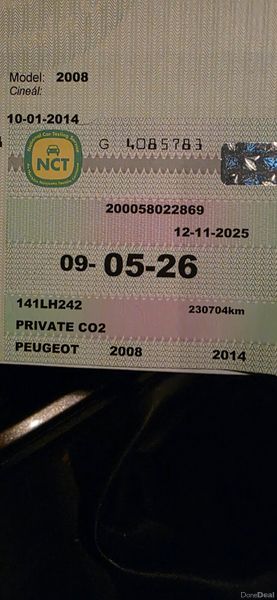 Model: 2008
Cineál:
10-01-2014
NCT
G 4085783
200058022869
12-11-2025
09- 05-26
141LH242
230704km
PRIVATE CO2
PEUGEOT 2008 2014
DoneDeal